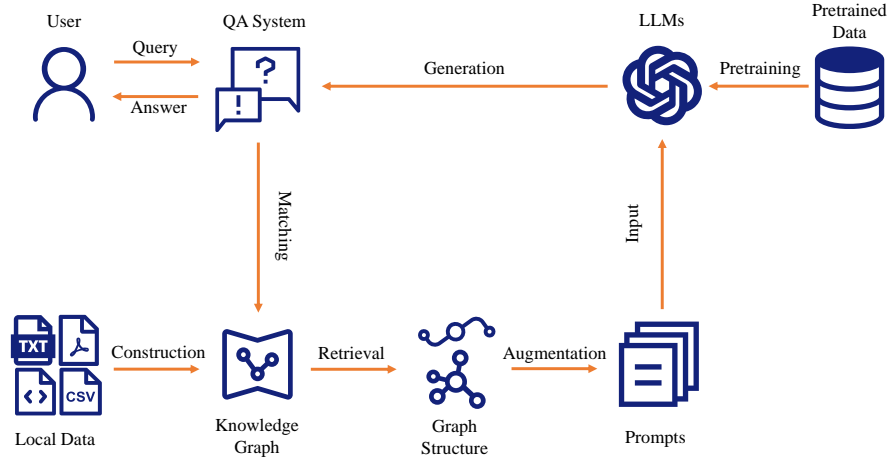 User
QA System
LLMs
Pretrained
Data
Query
Answer
?
!
Generation
Pretraining
Matching
Input
TXT
CSV
Construction
Retrieval
Augmentation
Local Data
Knowledge
Graph
Graph
Structure
Prompts